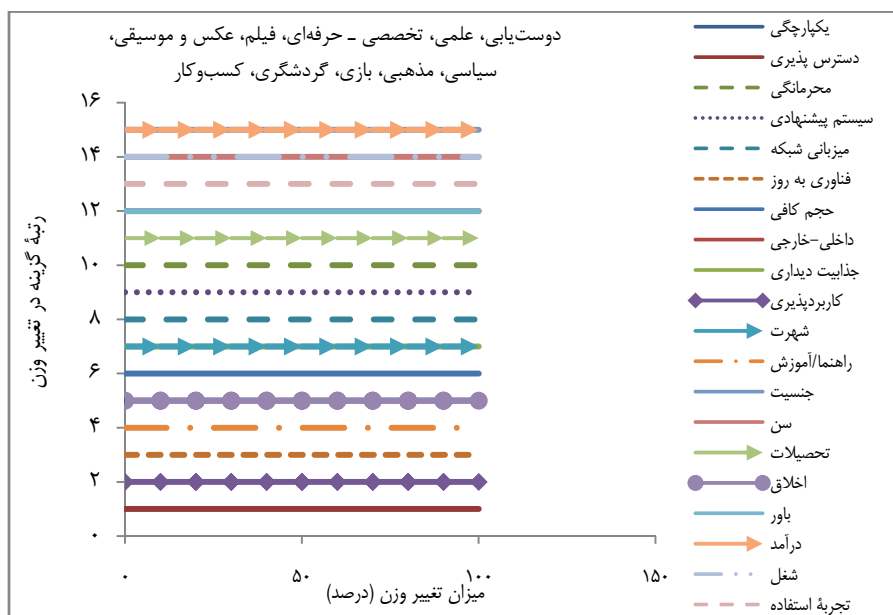 دوست‌یابی، علمی، تخصصی ـ حرفه‌ای، فیلم، عکس و موسیقی،
سیاسی، مذهبی، بازی، گردشگری، کسب‌وکار
رتبۀ گزینه در تغییر وزن
۱۶
۱۴
۱۲
۱۰
۸
۶
۴
۲
۰
۰ ۵۰ ۱۰۰ ۱۵۰
میزان تغییر وزن (درصد)
یکپارچگی
دسترس پذیری
محرمانگی
سیستم پیشنهادی
میزبانی شبکه
فناوری به روز
حجم کافی
داخلی-خارجی
جذابیت دیداری
کاربردپذیری
شهرت
راهنما/آموزش
جنسیت
سن
تحصیلات
اخلاق
باور
درآمد
شغل
تجربۀ استفاده